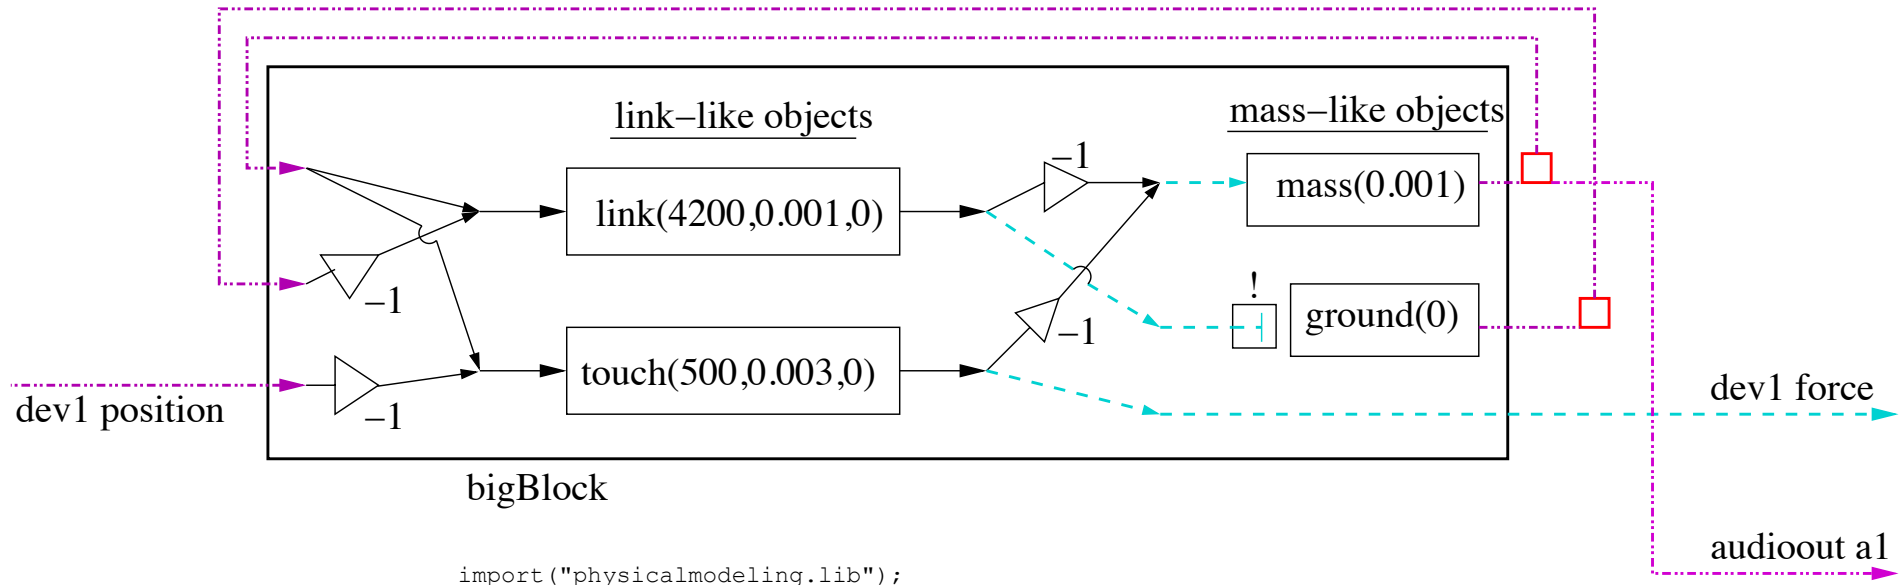 link−like objects
mass−like objects
−1
mass(0.001)
link(4200,0.001,0)
!
−1
ground(0)
−1
touch(500,0.003,0)
−1
dev1 position
dev1 force
bigBlock
audioout a1
import("physicalmodeling.lib");